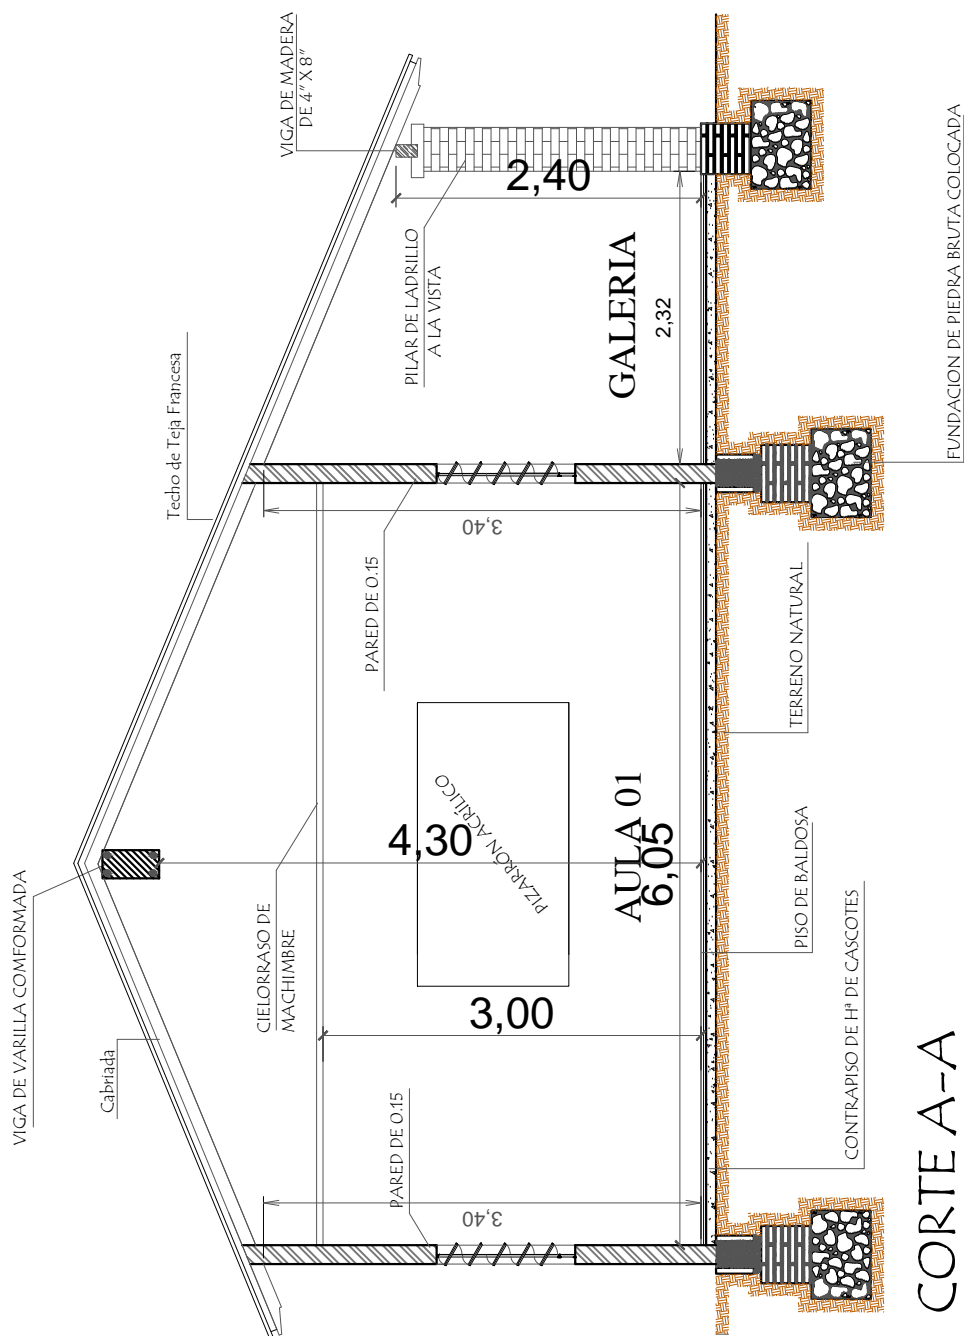 VIGA DE VARILLA COMFORMADA
Cabriada
Techo de Teja Francesa
VIGA DE MADERA
DE 4"X8"
CIELORRASO DE
MACHIMBRE
PARED DE 0.15
PARED DE 0.15
PILAR DE LADRILLO
A LA VISTA
3,40
3,00
4,30
PIZARRÓN ACRÍLICO
AULA 01
6,05
3,40
2,40
GALERIA
2,32
CONTRAPISO DE Hª DE CASCOTES
PISO DE BALDOSA
TERRENO NATURAL
FUNDACION DE PIEDRA BRUTA COLOCADA
CORTE A-A